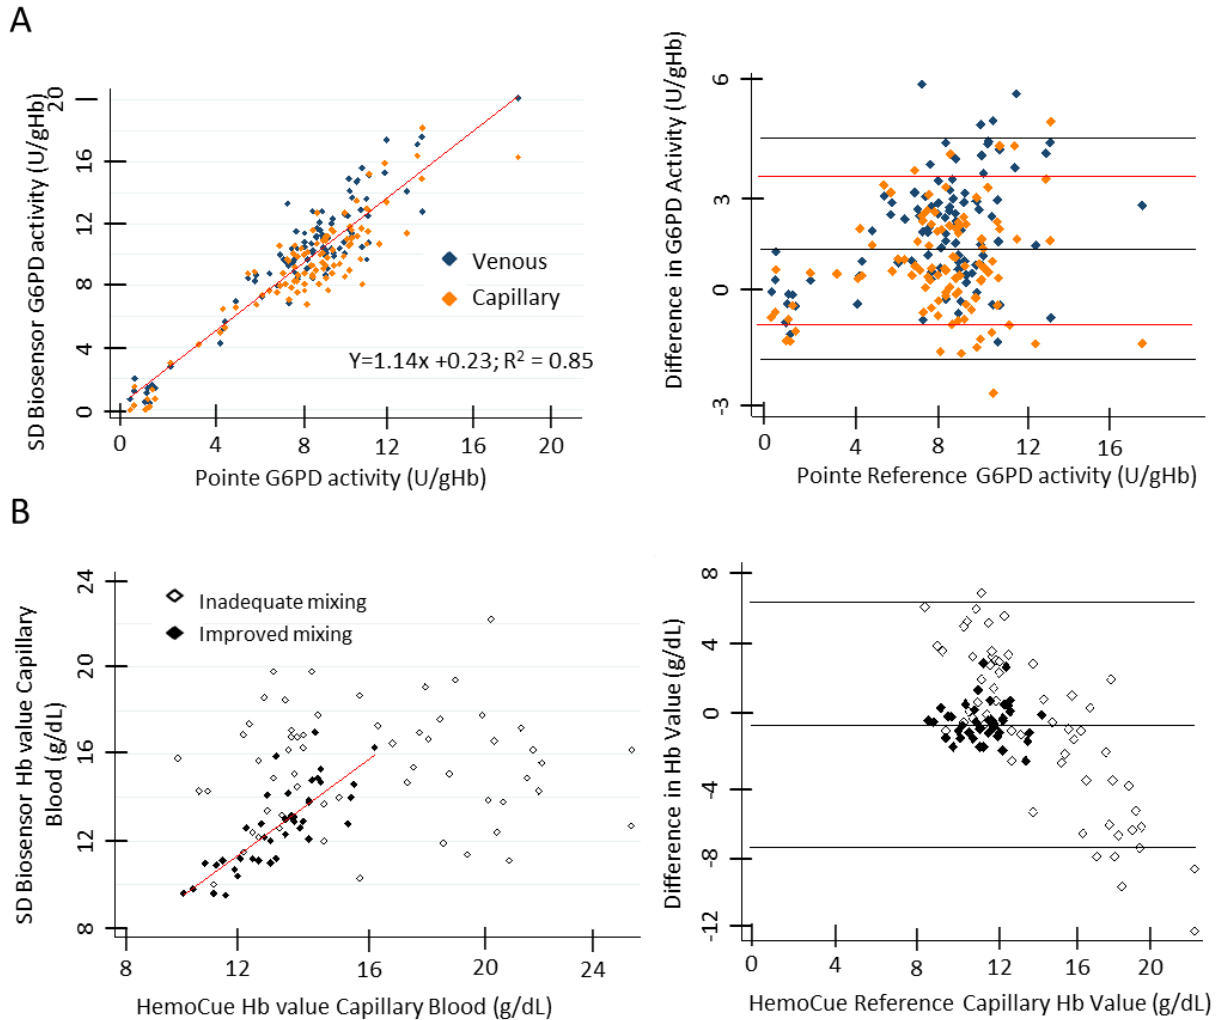 A
SD Biosensor G6PD activity (U/gHb)
20
16
12
8
4
0
Venous
Capillary
Y=1.14x +0.23; R² = 0.85
0 4 8 12 16 20
Pointe G6PD activity (U/gHb)
Difference in G6PD Activity (U/gHb)
6
3
0
-3
0 4 8 12 16
Pointe Reference G6PD activity (U/gHb)
B
SD Biosensor Hb value Capillary
Blood (g/dL)
24
20
16
12
8
Inadequate mixing
Improved mixing
8 12 16 20 24
HemoCue Hb value Capillary Blood (g/dL)
Difference in Hb Value (g/dL)
8
4
0
-4
-8
-12
0 4 8 12 16 20
HemoCue Reference Capillary Hb Value (g/dL)